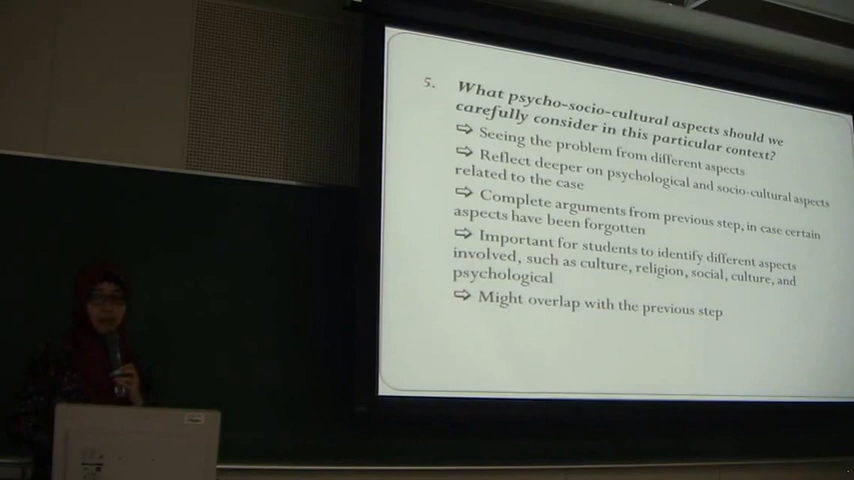 5. What psycho-socio-cultural aspects should we
carefully consider in this particular context?
⇨ Seeing the problem from different aspects
⇨ Reflect deeper on psychological and socio-cultural aspects
related to the case
⇨ Complete arguments from previous step, in case certain
aspects have been forgotten
⇨ Important for students to identify different aspects
involved, such as culture, religion, social, culture, and
psychological
⇨ Might overlap with the previous step